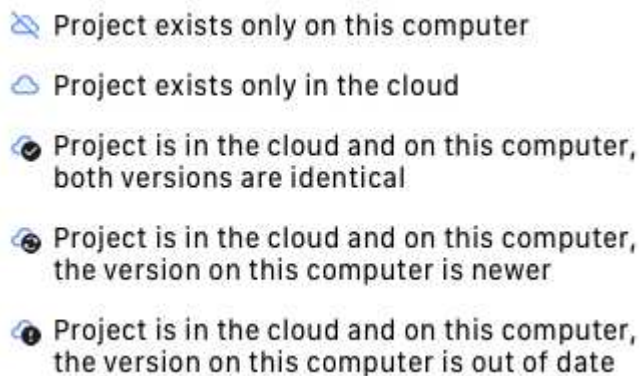 Project exists only on this computer
Project exists only in the cloud
Project is in the cloud and on this computer,
both versions are identical
Project is in the cloud and on this computer,
the version on this computer is newer
Project is in the cloud and on this computer,
the version on this computer is out of date